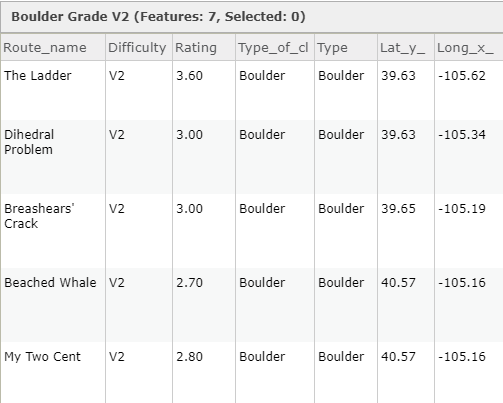 Boulder Grade V2 (Features: 7, Selected: 0)
Route_name Difficulty Rating Type_of_cl Type Lat_y_ Long_x_
The Ladder V2 3.60 Boulder Boulder 39.63 -105.62
Dihedral V2 3.00 Boulder Boulder 39.63 -105.34
Problem
Breashears' V2 3.00 Boulder Boulder 39.65 -105.19
Crack
Beached Whale V2 2.70 Boulder Boulder 40.57 -105.16
My Two Cent V2 2.80 Boulder Boulder 40.57 -105.16